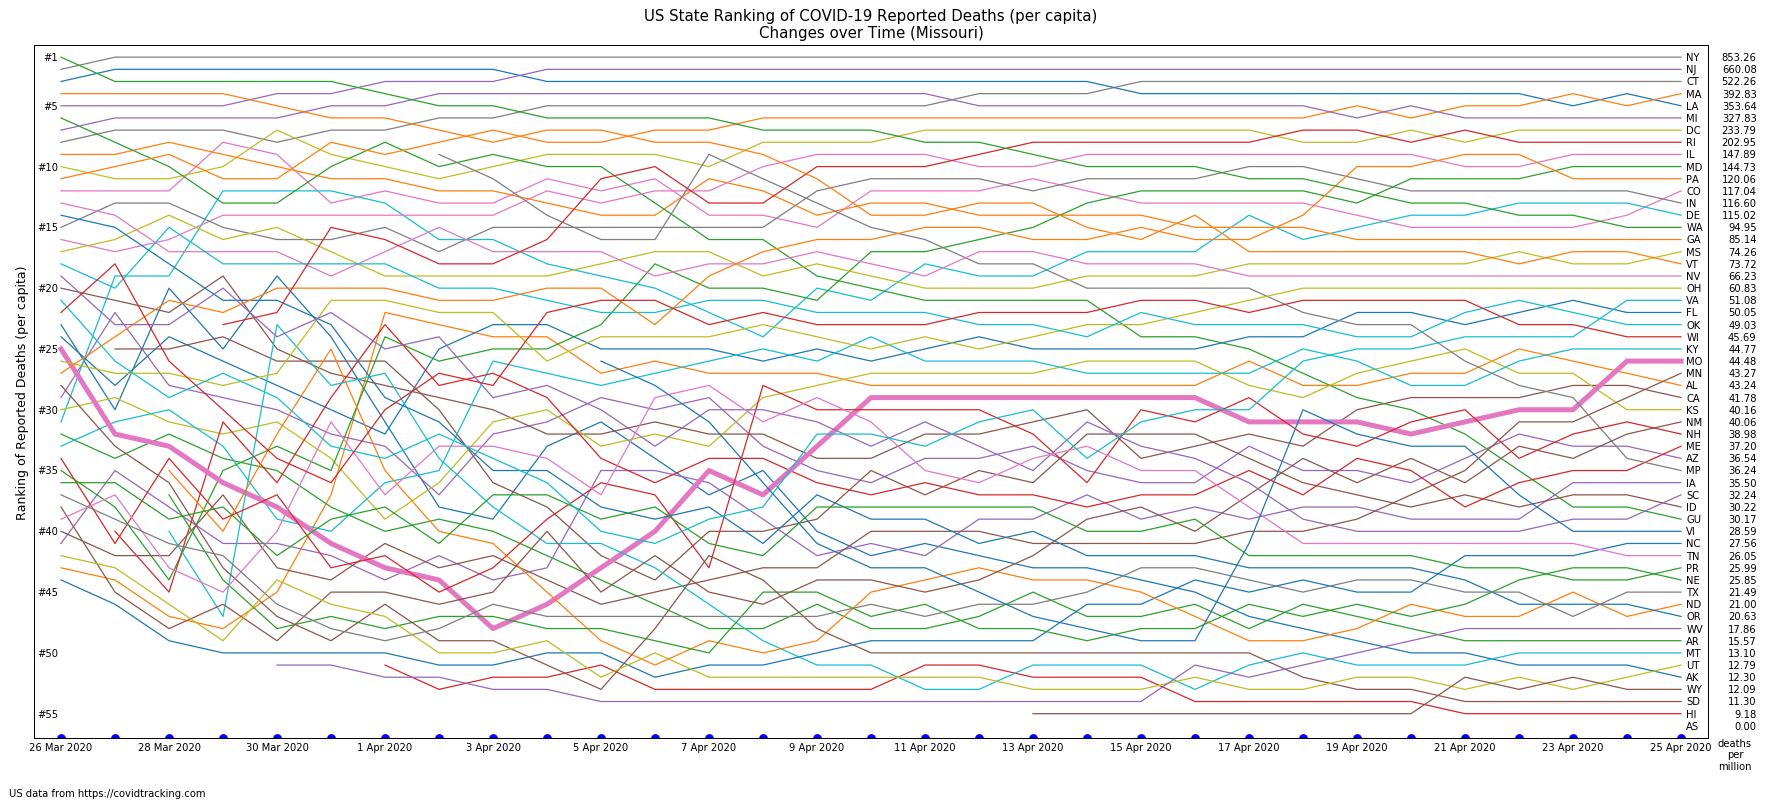 US State Ranking of COVID-19 Reported Deaths (per capita)
Changes over Time (Missouri)
Ranking of Reported Deaths (per capita)
#1
#5
#10
#15
#20
#25
#30
#35
#40
#45
#50
#55
NY 853.26
NJ 660.08
CT 522.26
MA 392.83
LA 353.64
MI 327.83
DC 233.79
RI 202.95
IL 147.89
MD 144.73
PA 120.06
CO 117.04
IN 116.60
DE 115.02
WA 94.95
GA 85.14
MS 74.26
VT 73.72
NV 66.23
OH 60.83
VA 51.08
FL 50.05
OK 49.03
WI 45.69
KY 44.77
MO 44.48
MN 43.27
AL 43.24
CA 41.78
KS 40.16
NM 40.06
NH 38.98
ME 37.20
AZ 36.54
MP 36.24
IA 35.50
SC 32.24
ID 30.22
GU 30.17
VI 28.59
NC 27.56
TN 26.05
PR 25.99
NE 25.85
TX 21.49
ND 21.00
OR 20.63
WV 17.86
AR 15.57
MT 13.10
UT 12.79
AK 12.30
WY 12.09
SD 11.30
HI 9.18
AS 0.00
26 Mar 2020 28 Mar 2020 30 Mar 2020 1 Apr 2020 3 Apr 2020 5 Apr 2020 7 Apr 2020 9 Apr 2020 11 Apr 2020 13 Apr 2020 15 Apr 2020 17 Apr 2020 19 Apr 2020 21 Apr 2020 23 Apr 2020 25 Apr 2020
deaths
per
million
US data from https://covidtracking.com